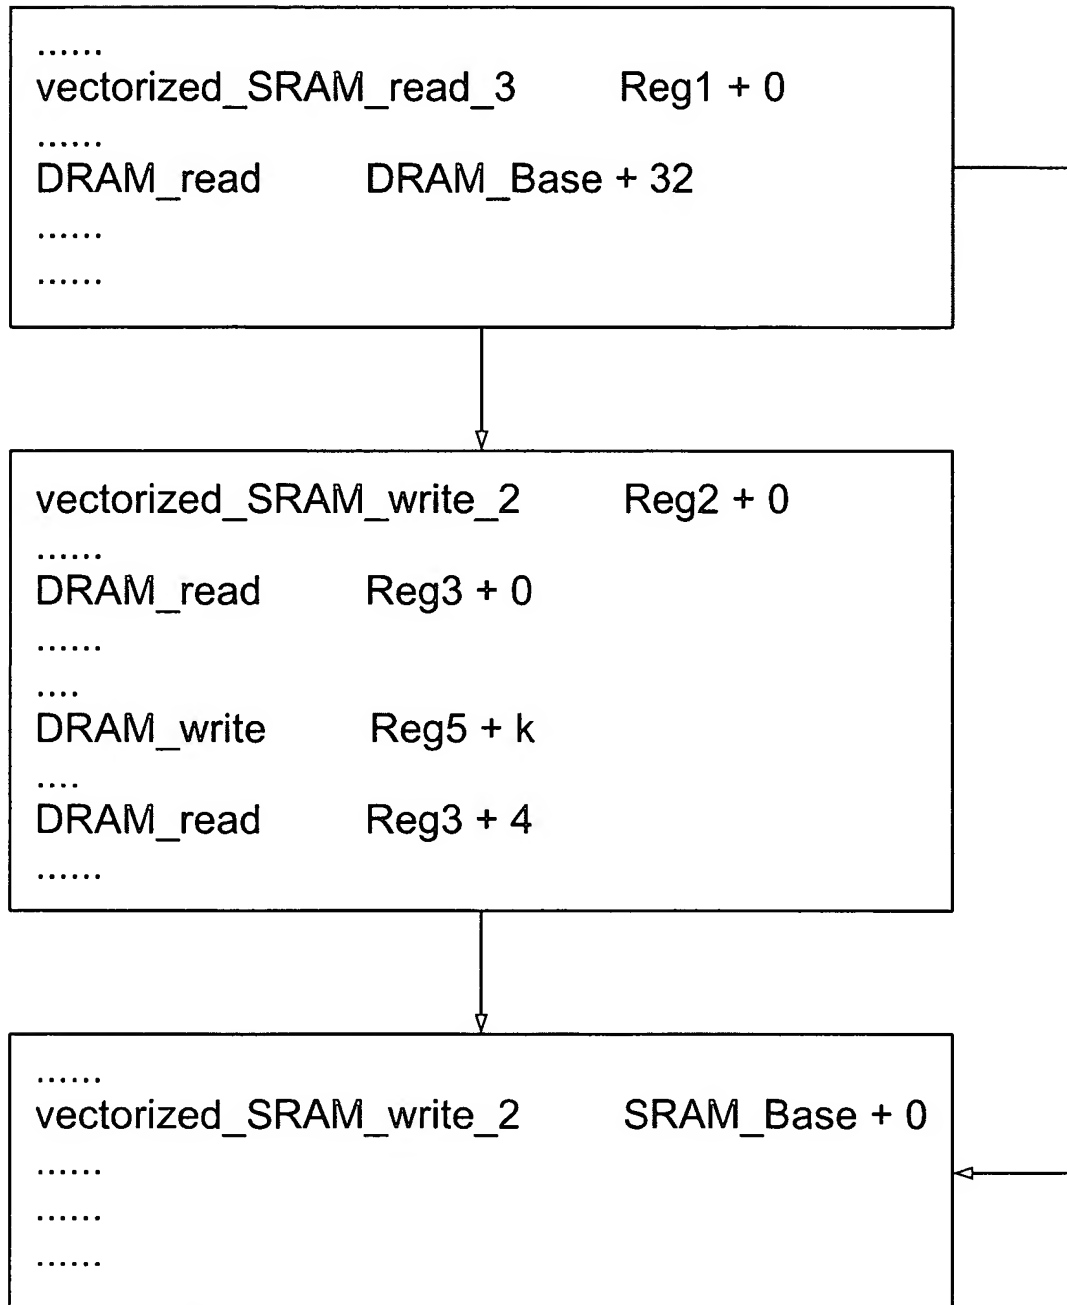 ......
vectorized_SRAM_read_3 Reg1 + 0
......
DRAM_read DRAM_Base + 32
......
......
vectorized_SRAM_write_2 Reg2 + 0
......
DRAM_read Reg3 + 0
......
....
DRAM_write Reg5 + k
....
DRAM_read Reg3 + 4
......
......
vectorized_SRAM_write_2 SRAM_Base + 0
......
......
......